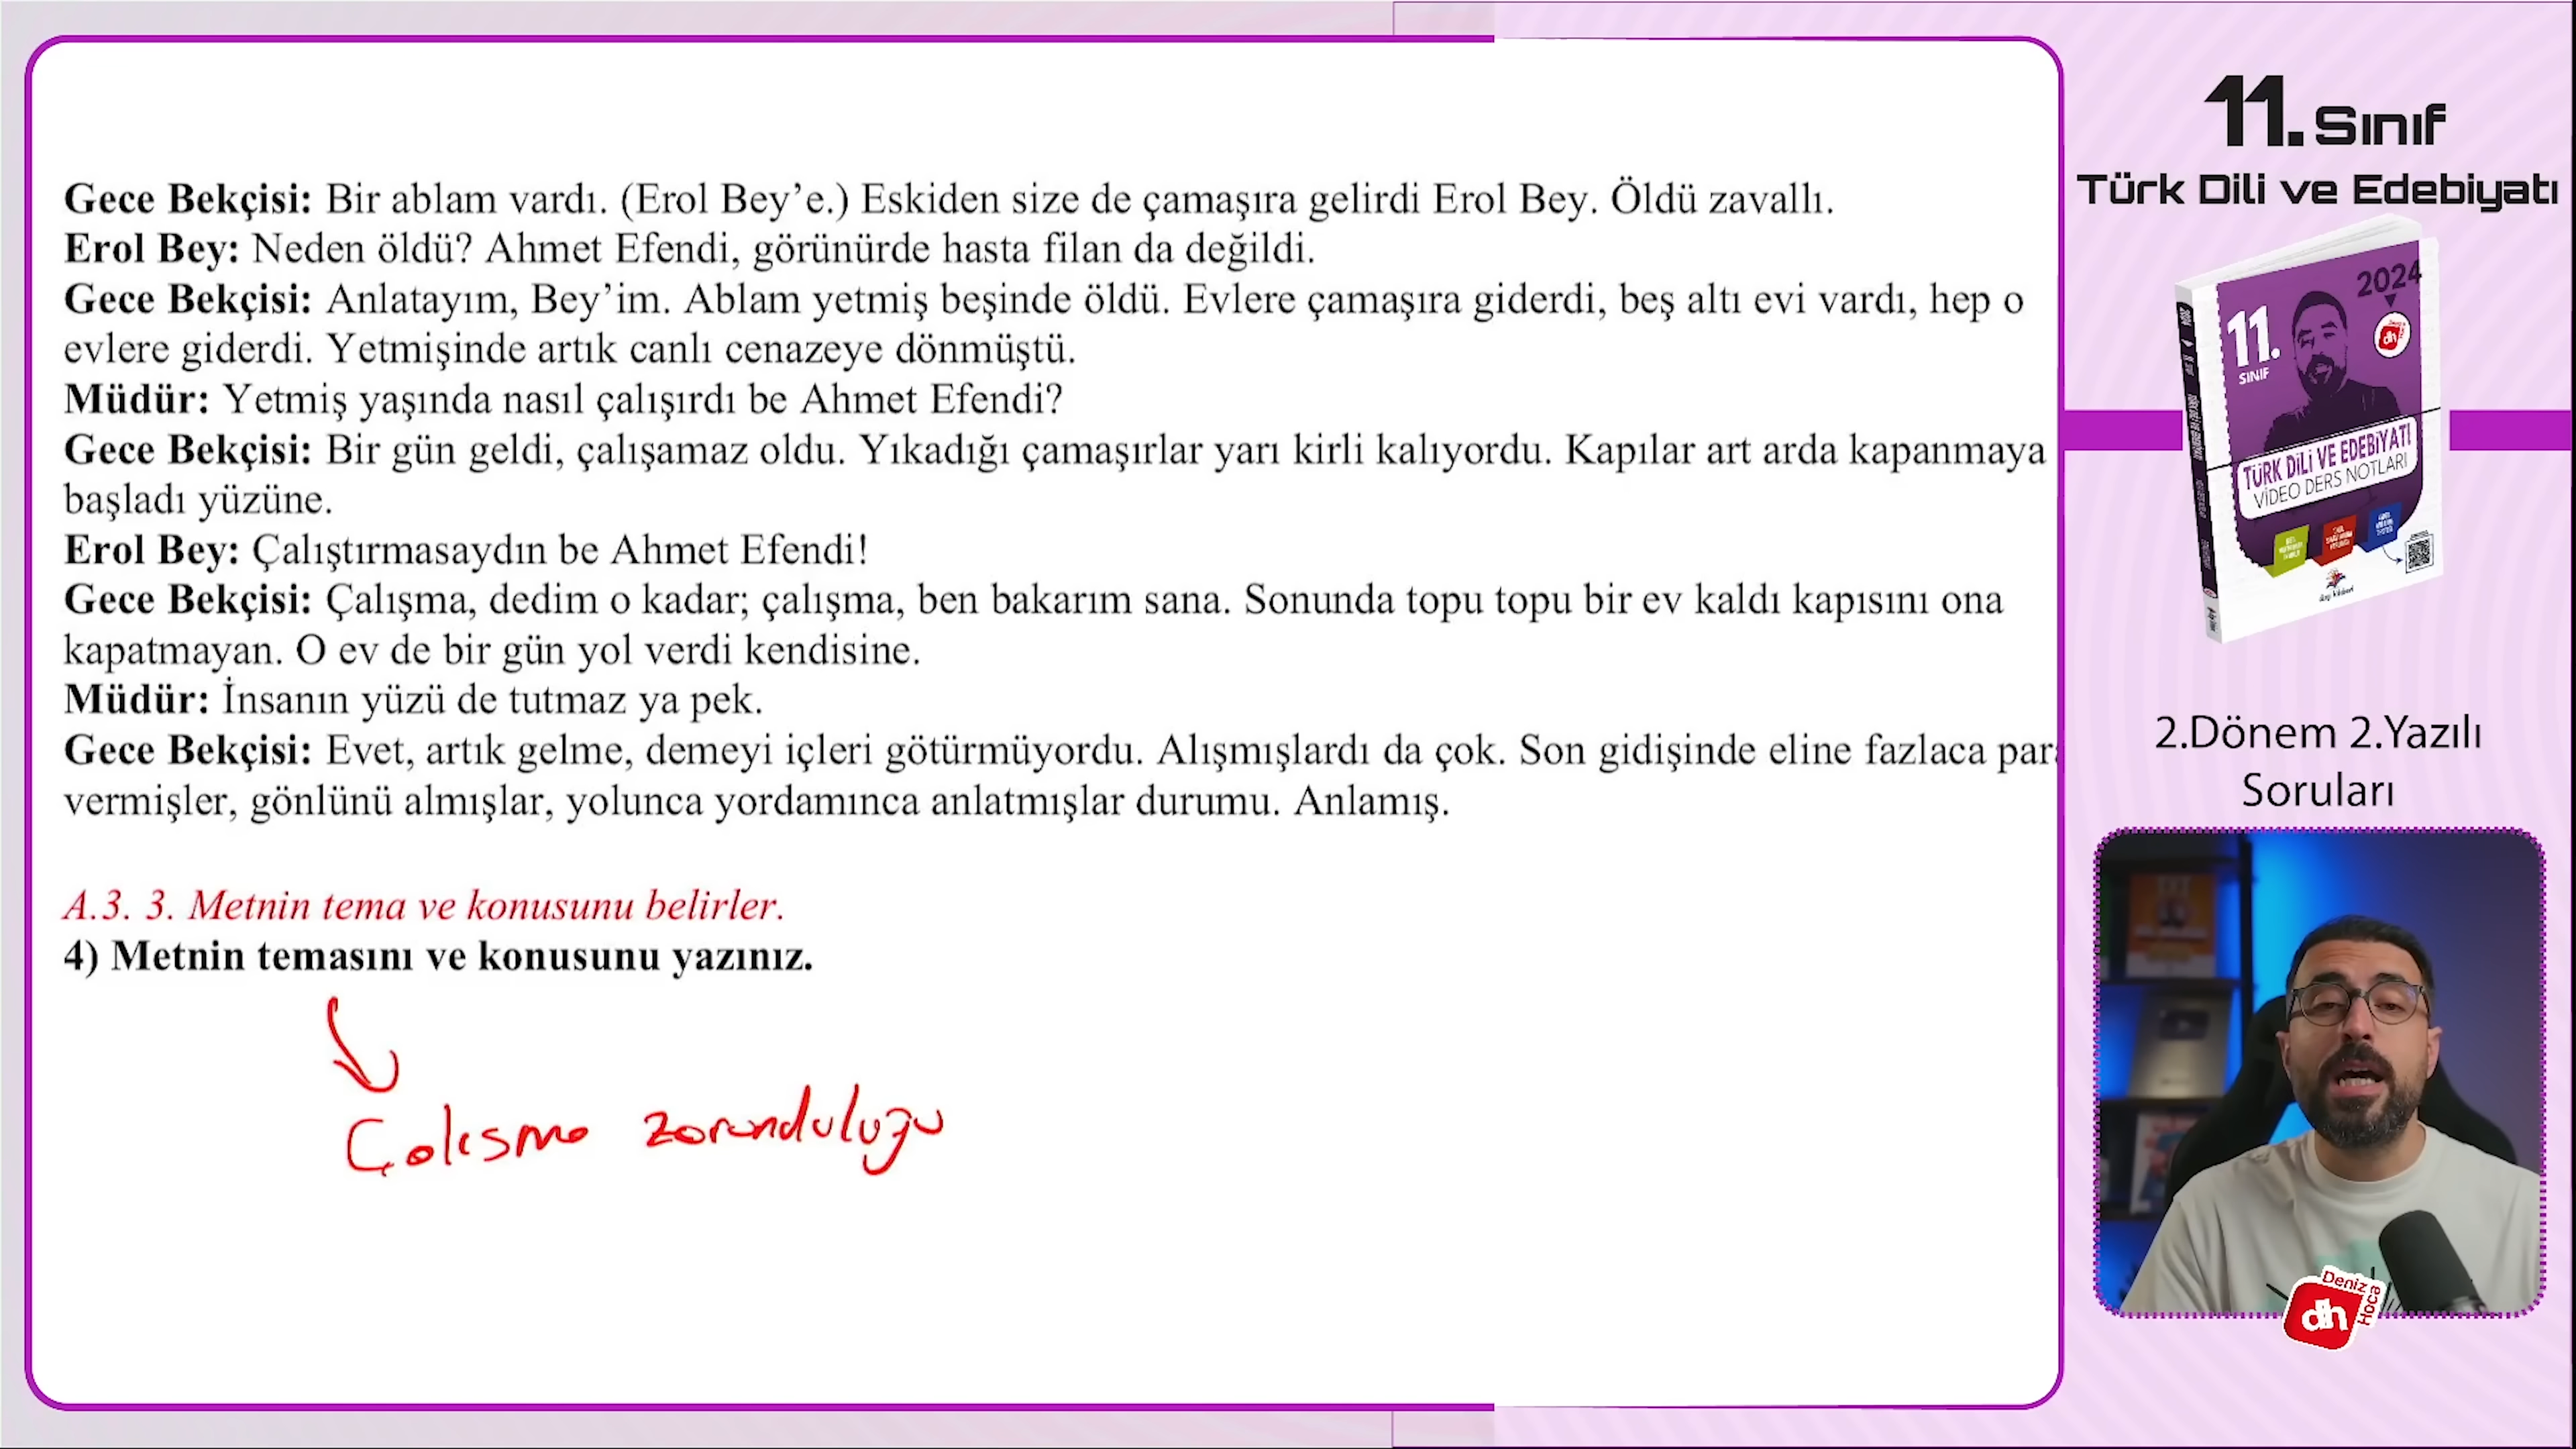 Gece Bekçisi: Bir ablam vardı. (Erol Bey’e.) Eskiden size de çamaşıra gelirdi Erol Bey. Öldü zavallı.
Erol Bey: Neden öldü? Ahmet Efendi, görünürde hasta filan da değildi.
Gece Bekçisi: Anlatayım, Bey’im. Ablam yetmiş beşinde öldü. Evlere çamaşıra giderdi, beş altı evi vardı, hep o
evlere giderdi. Yetmişinde artık canlı cenazeye dönmüştü.
Müdür: Yetmiş yaşında nasıl çalışırdı be Ahmet Efendi?
Gece Bekçisi: Bir gün geldi, çalışamaz oldu. Yıkadığı çamaşırlar yarı kirli kalıyordu. Kapılar art arda kapanmaya
başladı yüzüne.
Erol Bey: Çalıştırmasaydın be Ahmet Efendi!
Gece Bekçisi: Çalışma, dedim o kadar; çalışma, ben bakarım sana. Sonunda topu topu bir ev kaldı kapısını ona
kapatmayan. O ev de bir gün yol verdi kendisine.
Müdür: İnsanın yüzü de tutmaz ya pek.
Gece Bekçisi: Evet, artık gelme, demeyi içleri götürmüyordu. Alışmışlardı da çok. Son gidişinde eline fazlaca para
vermişler, gönlünü almışlar, yolunca yordamınca anlatmışlar durumu. Anlamış.
A.3. 3. Metnin tema ve konusunu belirler.
4) Metnin temasını ve konusunu yazınız.
Çalışma zorunduluğu
11. Sınıf
Türk Dili ve Edebiyatı
2024
11.
SINIF
TÜRK DİLİ VE EDEBİYATI
VİDEO DERS NOTLARI
2.Dönem 2.Yazılı
Soruları
Deniz
Hoca
dh